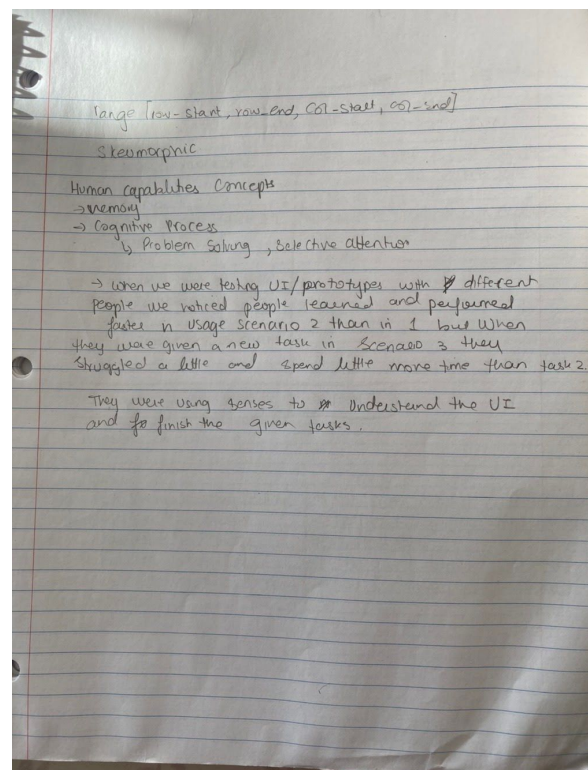 range [row-start, row_end, Col-start, col-end]
Skeumorphic
Human capablities Concepts
→ memory
→ Cognitive Process
↳ Problem Solving , Selective attention
→ when we were testing UI/prototypes with different
people we noticed people learned and performed
faster in Usage Scenario 2 than in 1 but when
they were given a new task in Scenario 3 they
struggled a little and spend little more time than task 2.
They were using senses to understand the UI
and to finish the given tasks.